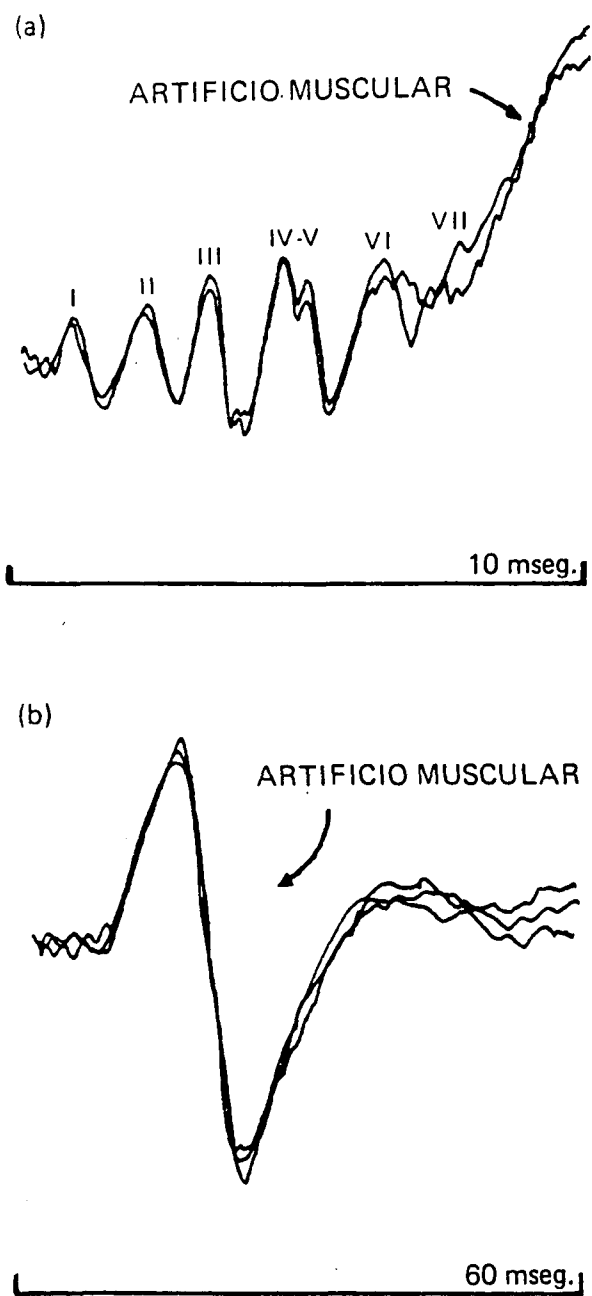 (a)
ARTIFICIO MUSCULAR
I II III IV-V VI VII
10 mseg.
(b)
ARTIFICIO MUSCULAR
60 mseg.